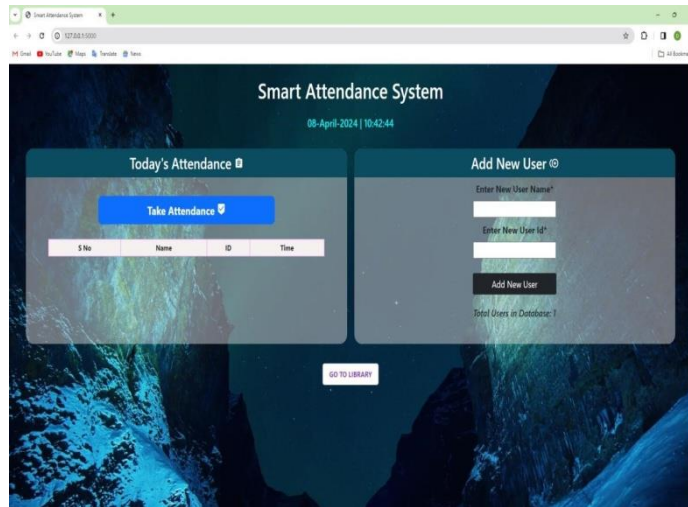 Smart Attendance System
127.0.0.1:5000
Gmail YouTube Maps Translate News
Smart Attendance System
08-April-2024 | 10:42:44
Today's Attendance
Take Attendance
S No Name ID Time
Add New User
Enter New User Name*
Enter New User Id*
Add New User
Total Users in Database: 1
GO TO LIBRARY